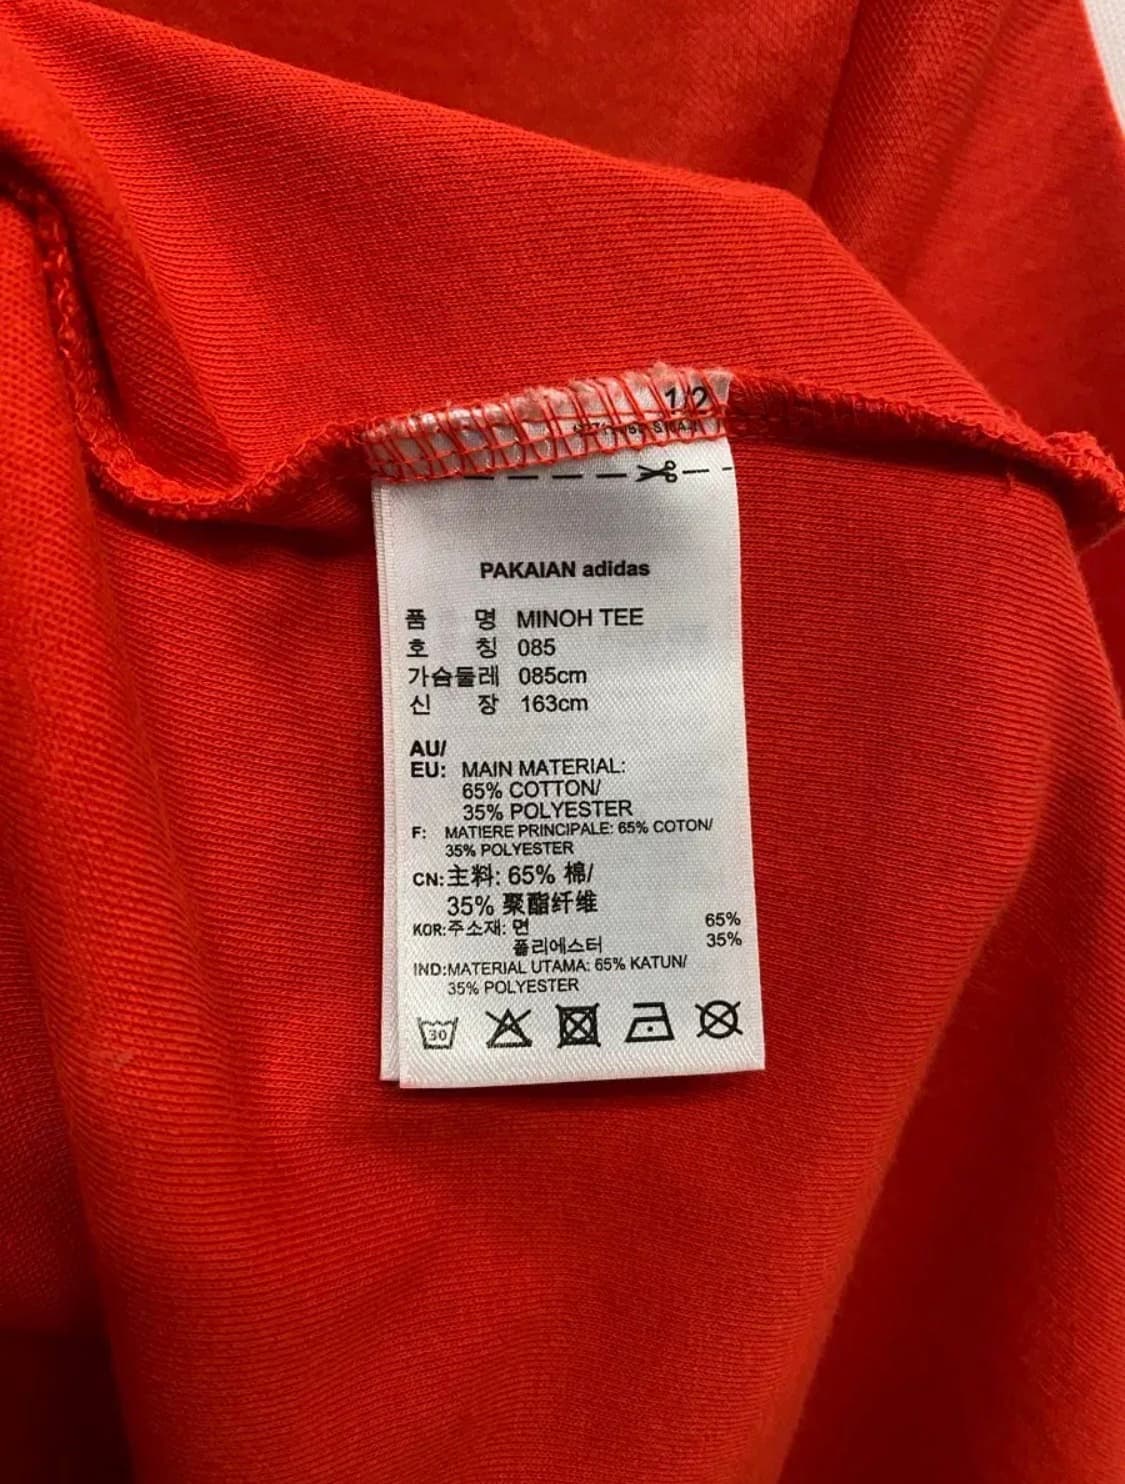 1/2
PAKAIAN adidas
품 명 MINOH TEE
호 칭 085
가슴둘레 085cm
신 장 163cm
AU/
EU: MAIN MATERIAL:
65% COTTON/
35% POLYESTER
F: MATIERE PRINCIPALE: 65% COTON/
35% POLYESTER
CN:主料: 65% 棉/
35% 聚酯纤维
KOR:주소재: 면 65%
폴리에스터 35%
IND:MATERIAL UTAMA: 65% KATUN/
35% POLYESTER
30